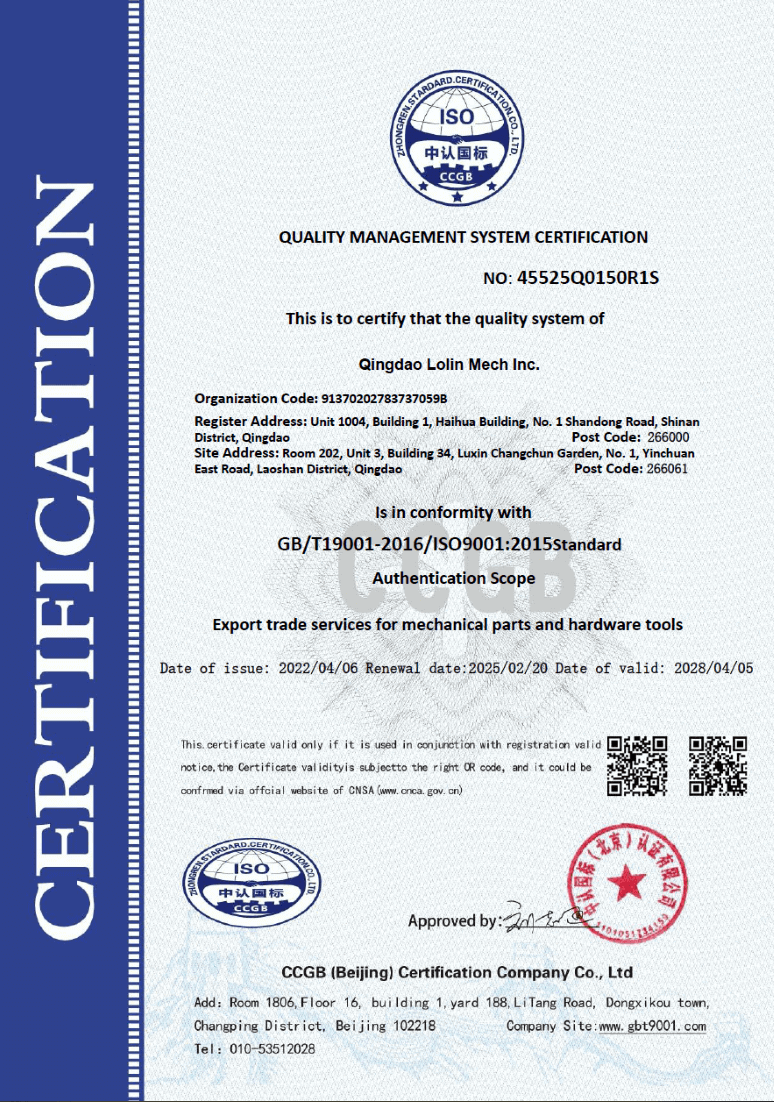 CERTIFICATION
ZHONGREN.STARDARD.CERTIFICATION.CO., LTD.
ISO
中认国标
CCGB
QUALITY MANAGEMENT SYSTEM CERTIFICATION
NO: 45525Q0150R1S
This is to certify that the quality system of
Qingdao Lolin Mech Inc.
Organization Code: 91370202783737059B
Register Address: Unit 1004, Building 1, Haihua Building, No. 1 Shandong Road, Shinan
District, Qingdao Post Code: 266000
Site Address: Room 202, Unit 3, Building 34, Luxin Changchun Garden, No. 1, Yinchuan
East Road, Laoshan District, Qingdao Post Code: 266061
Is in conformity with
GB/T19001-2016/ISO9001:2015Standard
CCGB
Authentication Scope
Export trade services for mechanical parts and hardware tools
Date of issue: 2022/04/06 Renewal date:2025/02/20 Date of valid: 2028/04/05
This.certificate valid only if it is used in conjunction with registration valid
notice,the Certificate validityis subjectto the right QR code, and it could be
confrmed via offcial website of CNSA(www.cnca.gov.cn)
ZHONGREN.STARDARD.CERTIFICATION.CO.,LTD
ISO
中认国标
CCGB
中认国标（北京）认证有限公司
Approved by:
CCGB (Beijing) Certification Company Co., Ltd
Add: Room 1806,Floor 16, building 1,yard 188,LiTang Road, Dongxikou town,
Changping District, Beijing 102218 Company Site:www.gbt9001.com
Tel: 010-53512028